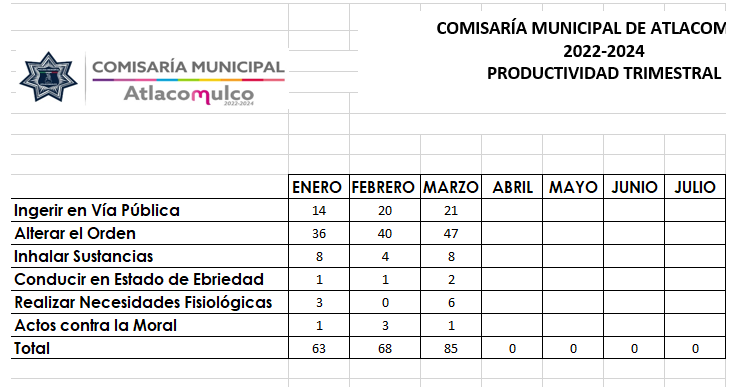 COMISARÍA MUNICIPAL DE ATLACOM
2022-2024
PRODUCTIVIDAD TRIMESTRAL
COMISARÍA MUNICIPAL
Atlacomulco
2022-2024
ENERO FEBRERO MARZO ABRIL MAYO JUNIO JULIO
Ingerir en Vía Pública 14 20 21
Alterar el Orden 36 40 47
Inhalar Sustancias 8 4 8
Conducir en Estado de Ebriedad 1 1 2
Realizar Necesidades Fisiológicas 3 0 6
Actos contra la Moral 1 3 1
Total 63 68 85 0 0 0 0